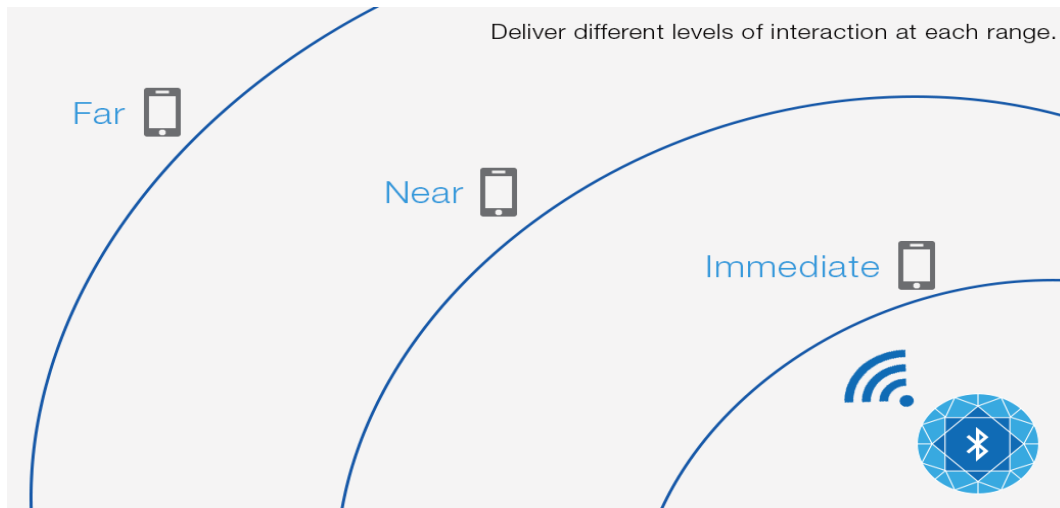 Deliver different levels of interaction at each range.
Far
Near
Immediate